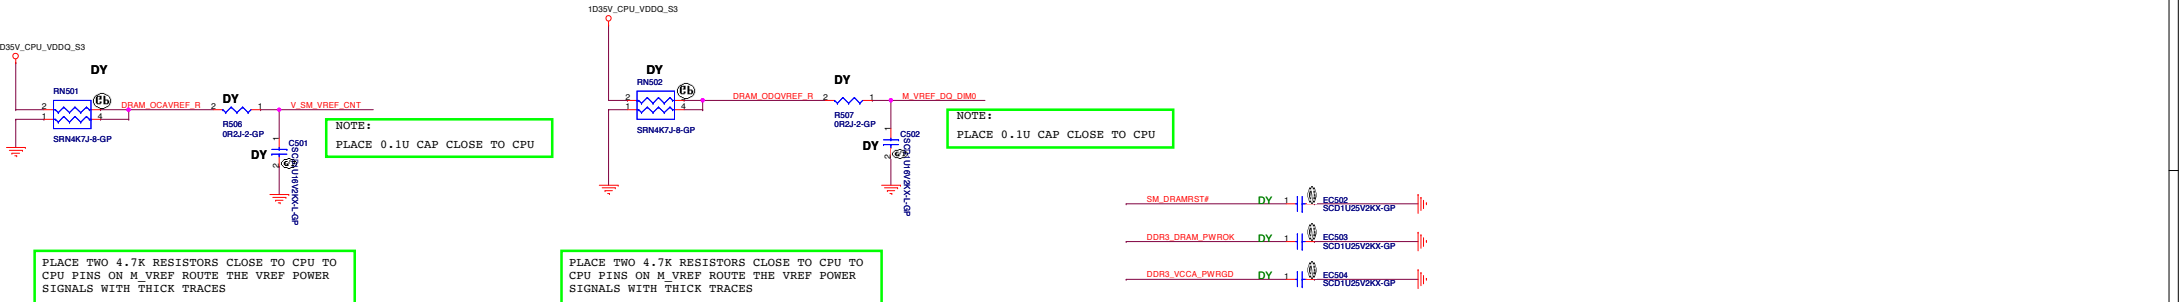 D35V_CPU_VDDQ_S3
DY
RN501
2
1
4
SRN4K7J-8-GP
DRAM_OCAVREF_R
2
DY
1
R506
0R2J-2-GP
V_SM_VREF_CNT
1
C501
DY
2
NOTE:
PLACE 0.1U CAP CLOSE TO CPU
PLACE TWO 4.7K RESISTORS CLOSE TO CPU TO
CPU PINS ON M_VREF ROUTE THE VREF POWER
SIGNALS WITH THICK TRACES
1D35V_CPU_VDDQ_S3
DY
RN502
2
1
4
SRN4K7J-8-GP
DRAM_ODQVREF_R
2
DY
1
R507
0R2J-2-GP
M_VREF_DQ_DIM0
1
C502
DY
2
NOTE:
PLACE 0.1U CAP CLOSE TO CPU
PLACE TWO 4.7K RESISTORS CLOSE TO CPU TO
CPU PINS ON M_VREF ROUTE THE VREF POWER
SIGNALS WITH THICK TRACES
SM_DRAMRST#
DY
1
EC502
SCD1U25V2KX-GP
DDR3_DRAM_PWROK
DY
1
EC503
SCD1U25V2KX-GP
DDR3_VCCA_PWRGD
DY
1
EC504
SCD1U25V2KX-GP